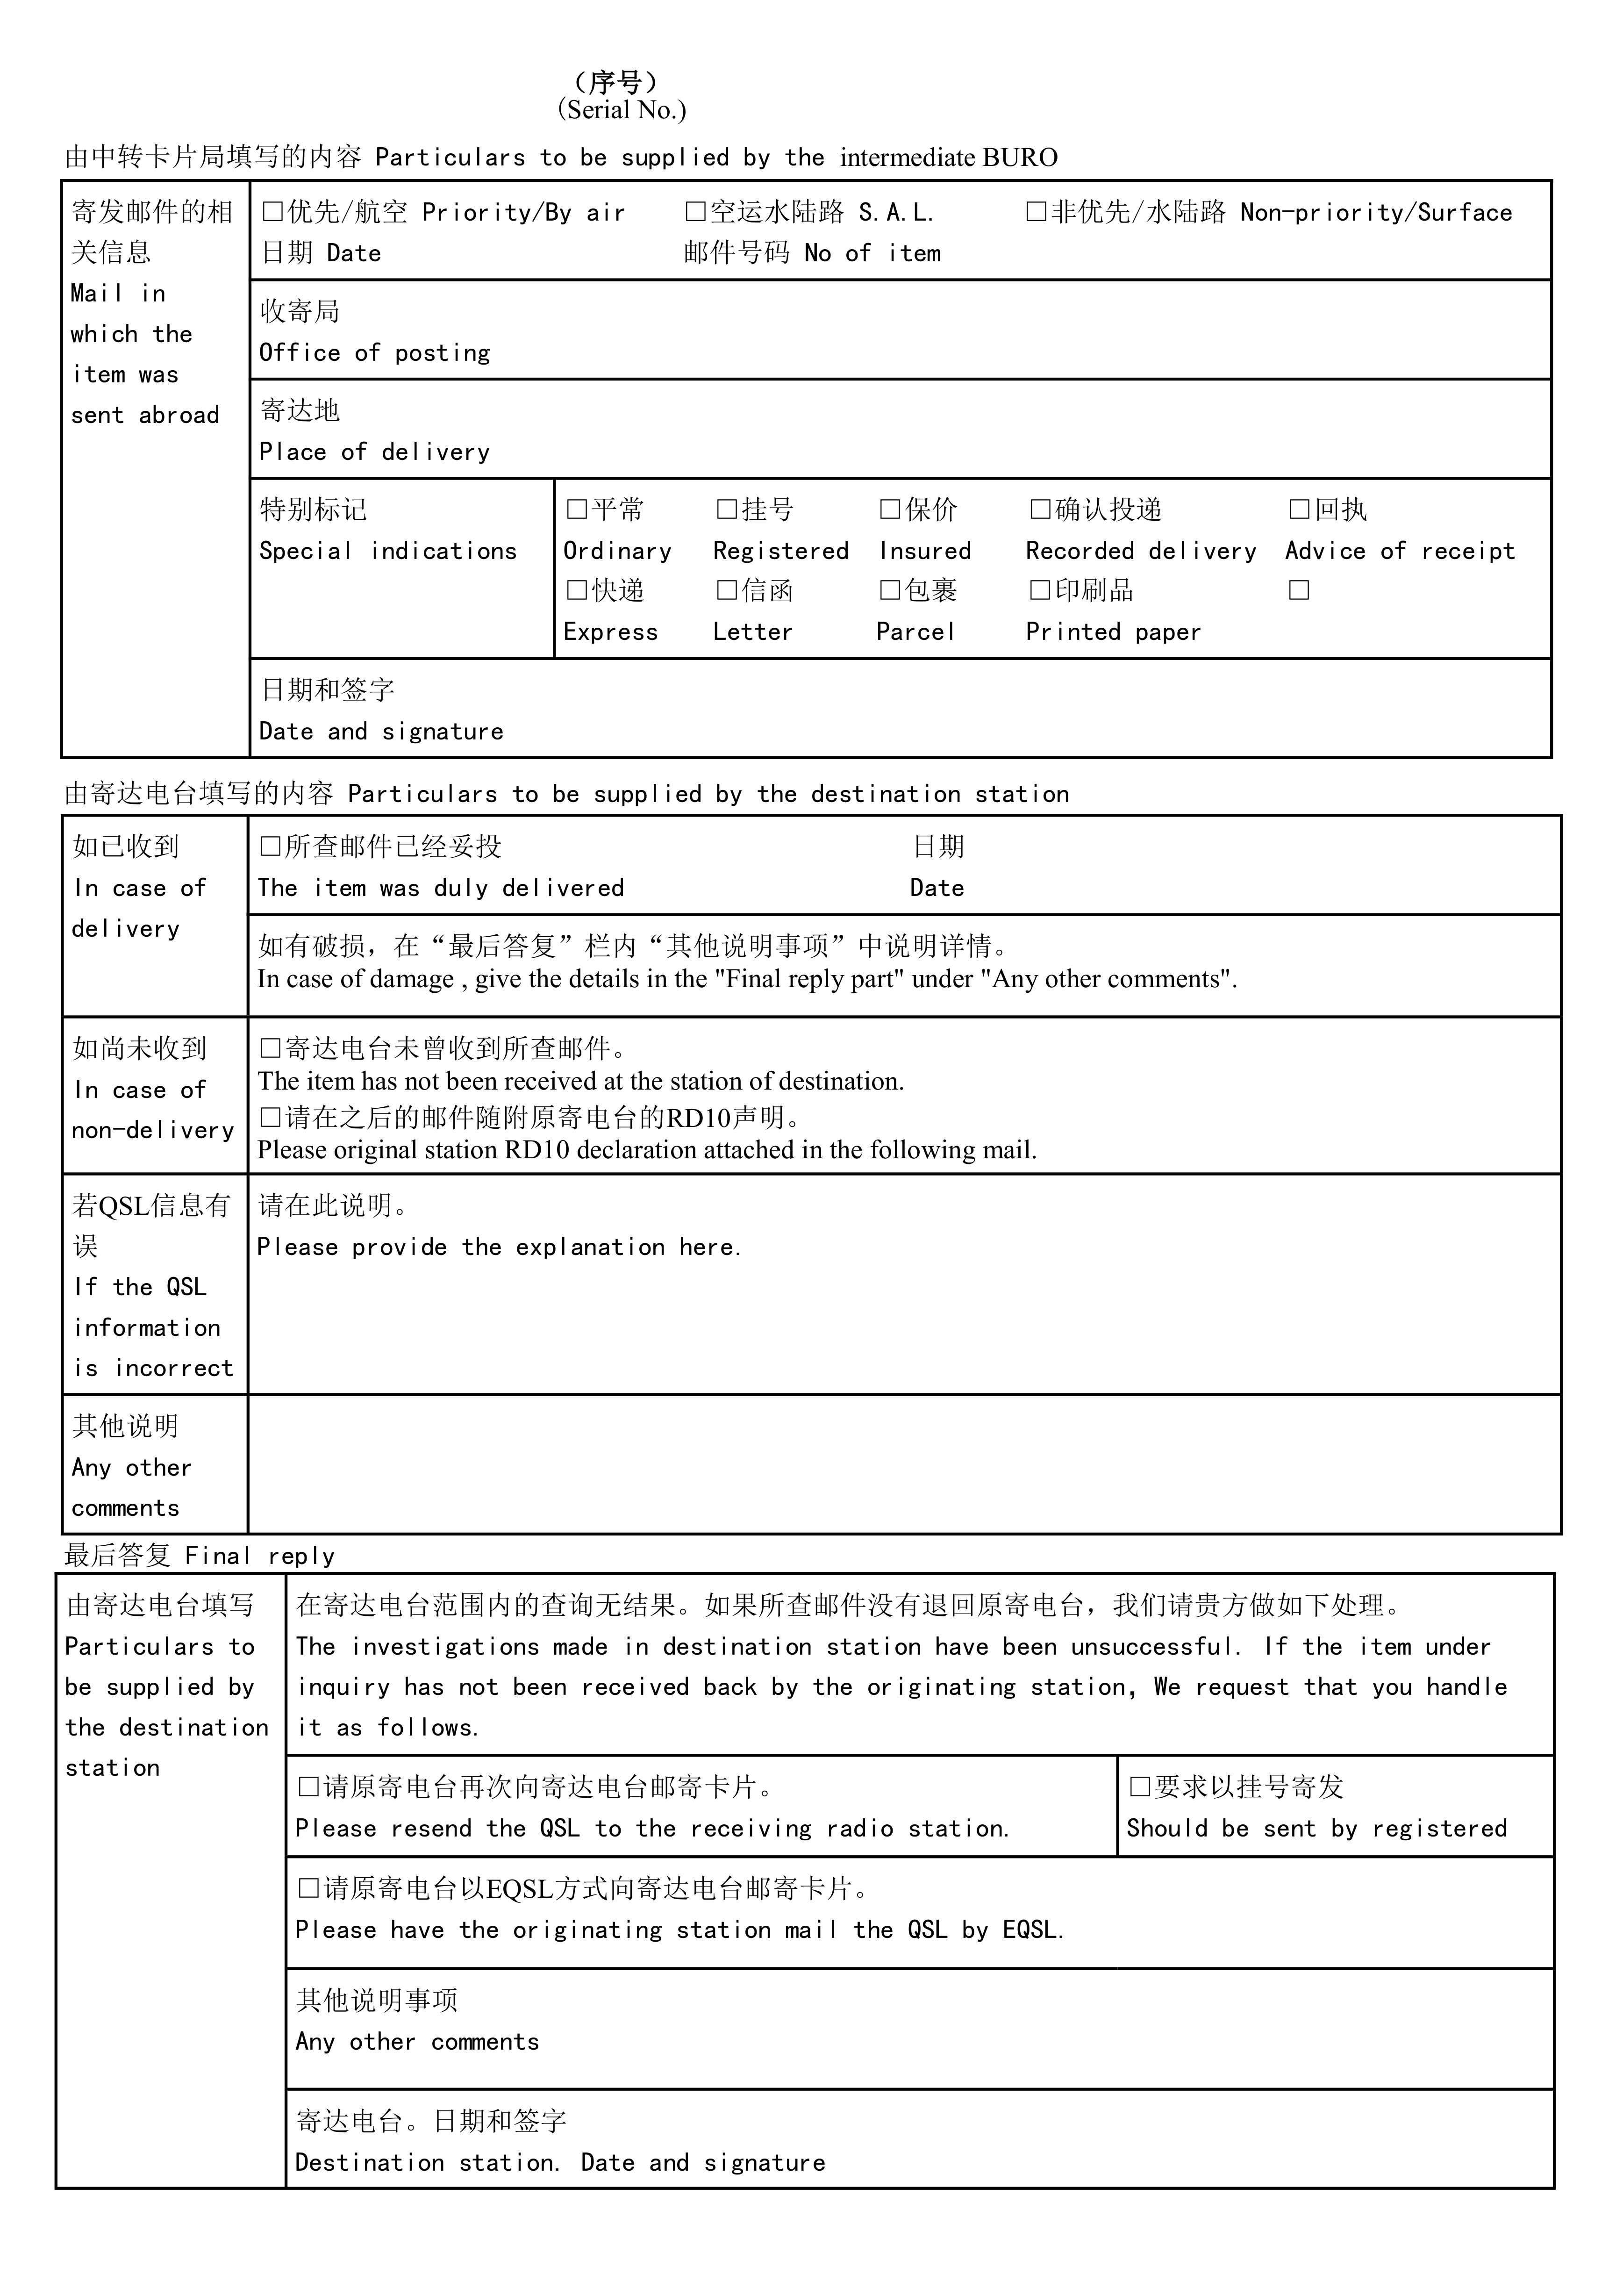 （序号）
(Serial No.)
由中转卡片局填写的内容 Particulars to be supplied by the intermediate BURO
寄发邮件的相
关信息
Mail in
which the
item was
sent abroad
□优先/航空 Priority/By air □空运水陆路 S.A.L. □非优先/水陆路 Non-priority/Surface
日期 Date 邮件号码 No of item
收寄局
Office of posting
寄达地
Place of delivery
特别标记
Special indications
□平常 □挂号 □保价 □确认投递 □回执
Ordinary Registered Insured Recorded delivery Advice of receipt
□快递 □信函 □包裹 □印刷品 □
Express Letter Parcel Printed paper
日期和签字
Date and signature
由寄达电台填写的内容 Particulars to be supplied by the destination station
如已收到
In case of
delivery
□所查邮件已经妥投 日期
The item was duly delivered Date
如有破损，在“最后答复”栏内“其他说明事项”中说明详情。
In case of damage , give the details in the "Final reply part" under "Any other comments".
如尚未收到
In case of
non-delivery
□寄达电台未曾收到所查邮件。
The item has not been received at the station of destination.
□请在之后的邮件随附原寄电台的RD10声明。
Please original station RD10 declaration attached in the following mail.
若QSL信息有
误
If the QSL
information
is incorrect
请在此说明。
Please provide the explanation here.
其他说明
Any other
comments
最后答复 Final reply
由寄达电台填写
Particulars to
be supplied by
the destination
station
在寄达电台范围内的查询无结果。如果所查邮件没有退回原寄电台，我们请贵方做如下处理。
The investigations made in destination station have been unsuccessful. If the item under
inquiry has not been received back by the originating station，We request that you handle
it as follows.
□请原寄电台再次向寄达电台邮寄卡片。
Please resend the QSL to the receiving radio station.
□要求以挂号寄发
Should be sent by registered
□请原寄电台以EQSL方式向寄达电台邮寄卡片。
Please have the originating station mail the QSL by EQSL.
其他说明事项
Any other comments
寄达电台。日期和签字
Destination station. Date and signature